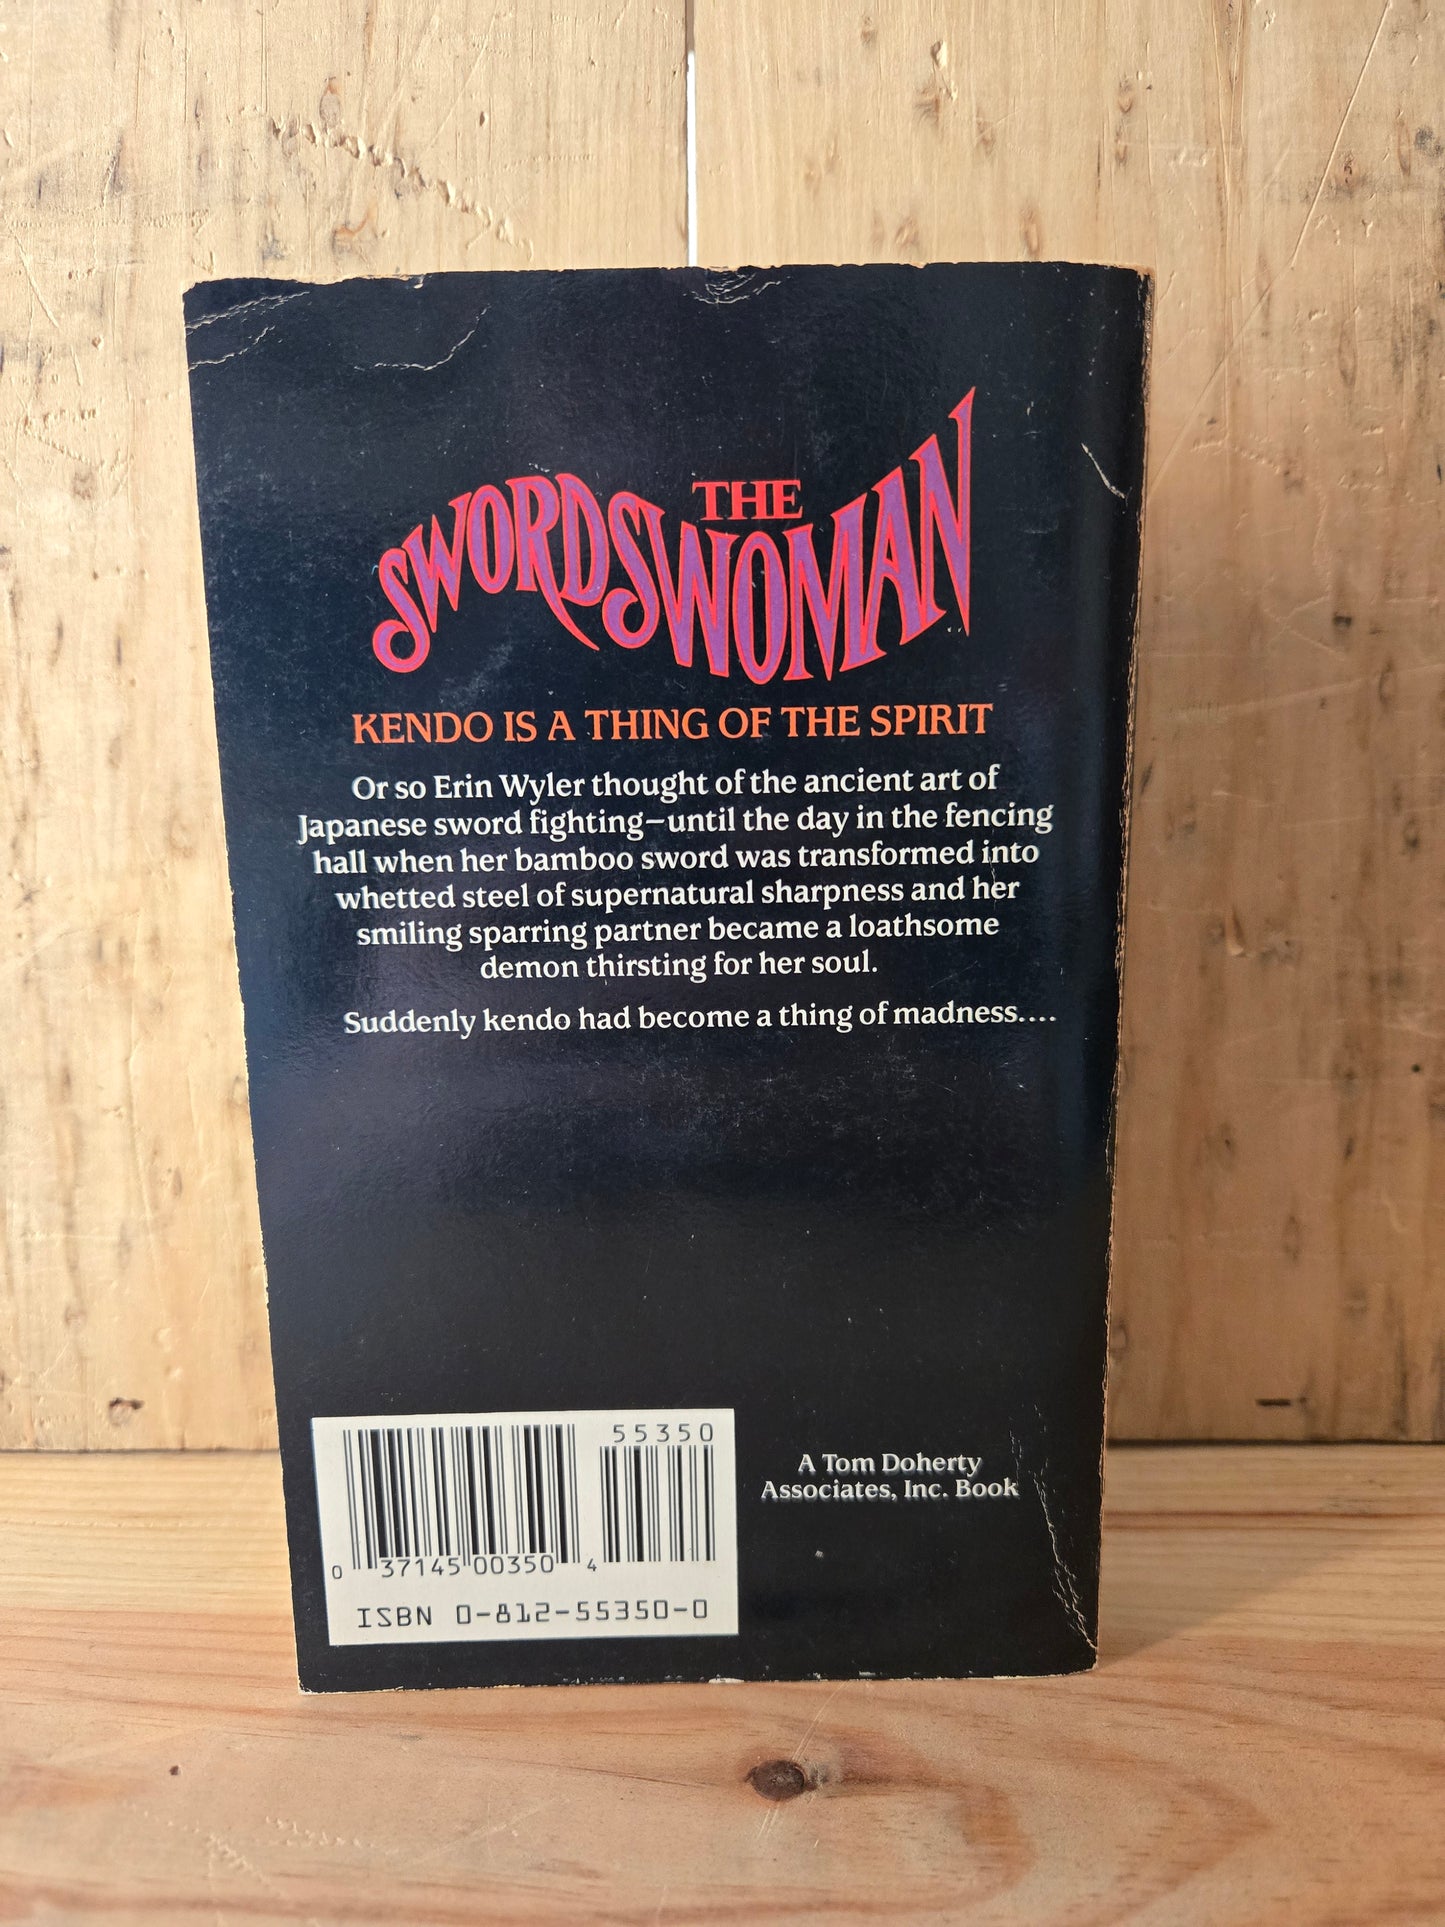 THE
SWORDSWOMAN
KENDO IS A THING OF THE SPIRIT
Or so Erin Wyler thought of the ancient art of
Japanese sword fighting—until the day in the fencing
hall when her bamboo sword was transformed into
whetted steel of supernatural sharpness and her
smiling sparring partner became a loathsome
demon thirsting for her soul.
Suddenly kendo had become a thing of madness....
55350
0 37145 00350 4
ISBN 0-812-55350-0
A Tom Doherty
Associates, Inc. Book